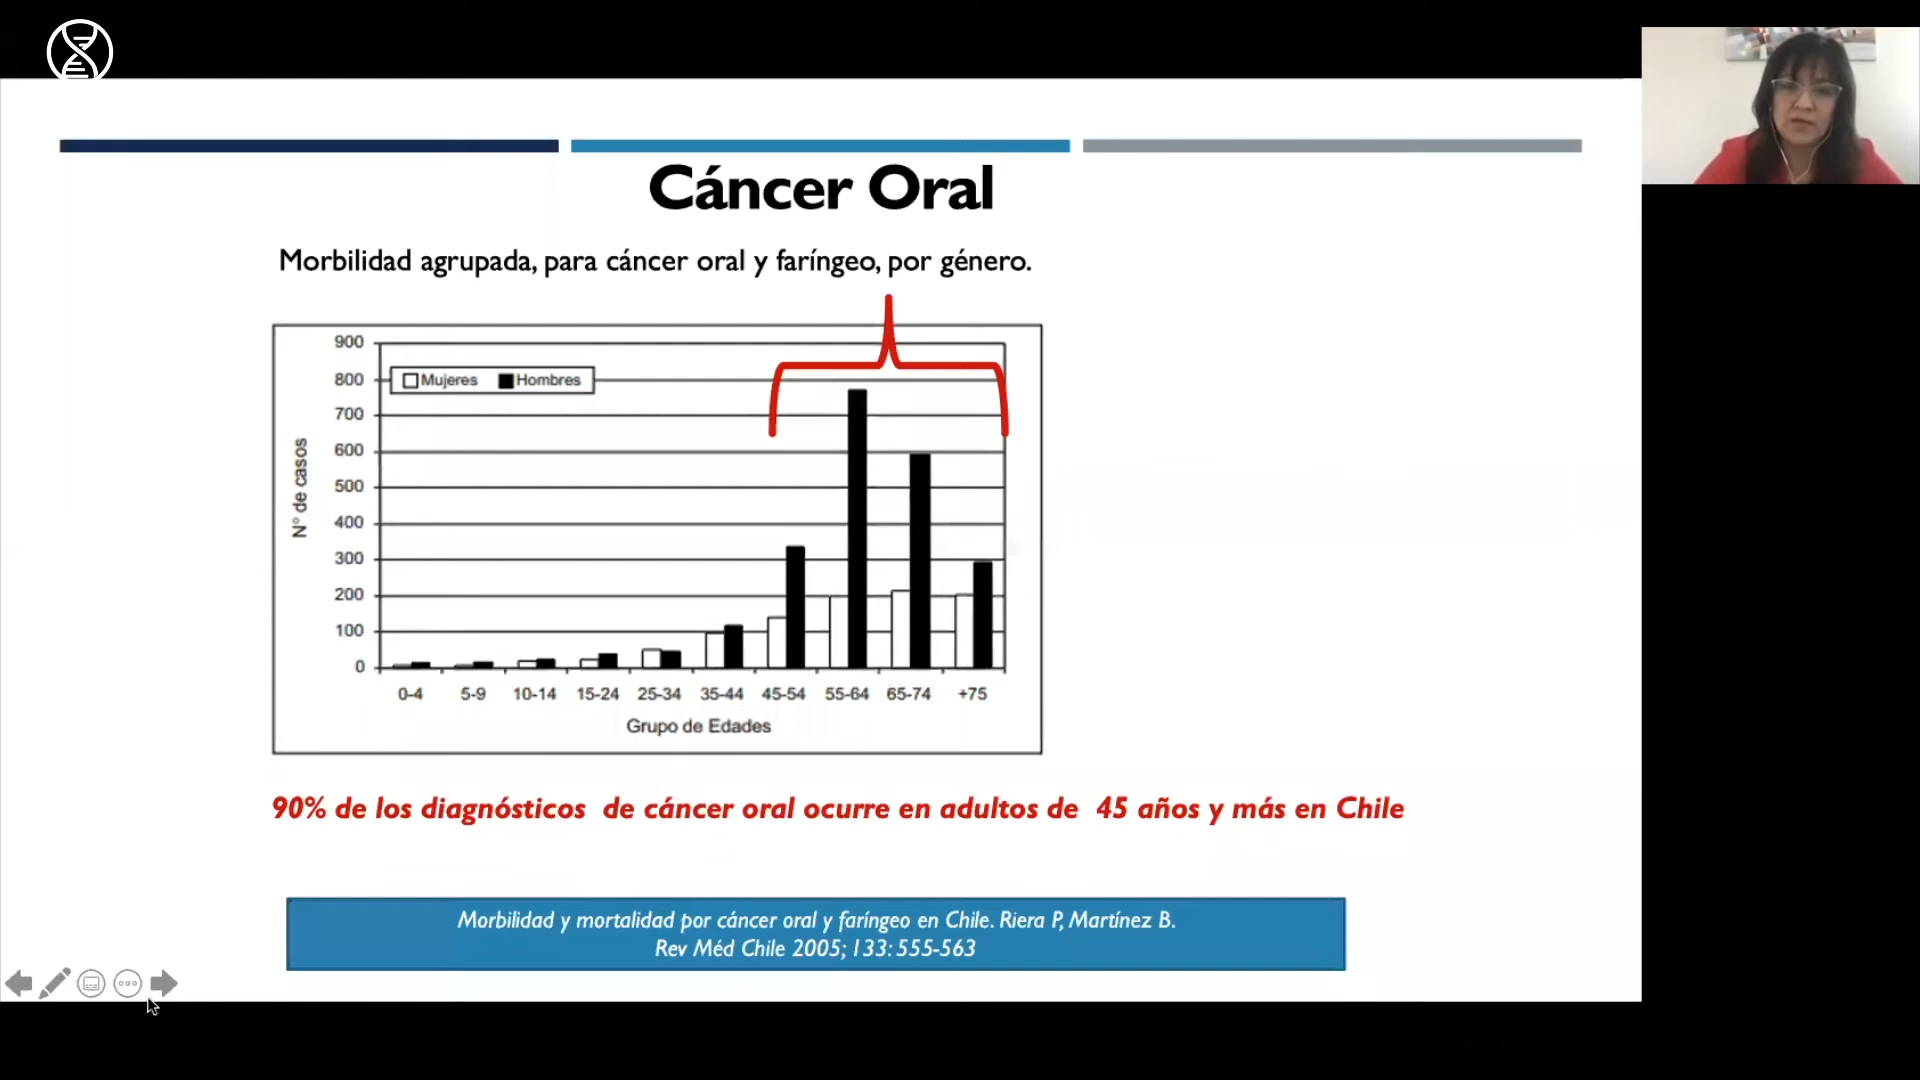 Cáncer Oral
Morbilidad agrupada, para cáncer oral y faríngeo, por género.
900
800
700
600
500
400
300
200
100
0
N° de casos
Mujeres Hombres
0-4 5-9 10-14 15-24 25-34 35-44 45-54 55-64 65-74 +75
Grupo de Edades
90% de los diagnósticos de cáncer oral ocurre en adultos de 45 años y más en Chile
Morbilidad y mortalidad por cáncer oral y faríngeo en Chile. Riera P, Martínez B.
Rev Méd Chile 2005; 133: 555-563